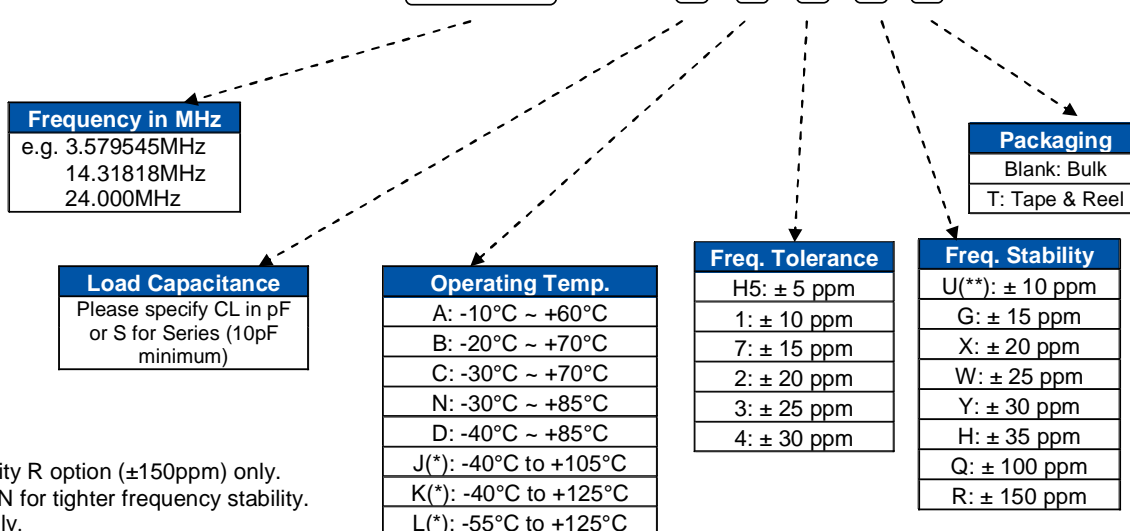 Frequency in MHz
e.g. 3.579545MHz
14.31818MHz
24.000MHz
Packaging
Blank: Bulk
T: Tape & Reel
Load Capacitance
Please specify CL in pF
or S for Series (10pF
minimum)
Operating Temp.
A: -10°C ~ +60°C
B: -20°C ~ +70°C
C: -30°C ~ +70°C
N: -30°C ~ +85°C
D: -40°C ~ +85°C
J(*): -40°C to +105°C
K(*): -40°C to +125°C
L(*): -55°C to +125°C
Freq. Tolerance
H5: ± 5 ppm
1: ± 10 ppm
7: ± 15 ppm
2: ± 20 ppm
3: ± 25 ppm
4: ± 30 ppm
Freq. Stability
U(**): ± 10 ppm
G: ± 15 ppm
X: ± 20 ppm
W: ± 25 ppm
Y: ± 30 ppm
H: ± 35 ppm
Q: ± 100 ppm
R: ± 150 ppm
ity R option (±150ppm) only.
N for tighter frequency stability.
ly.